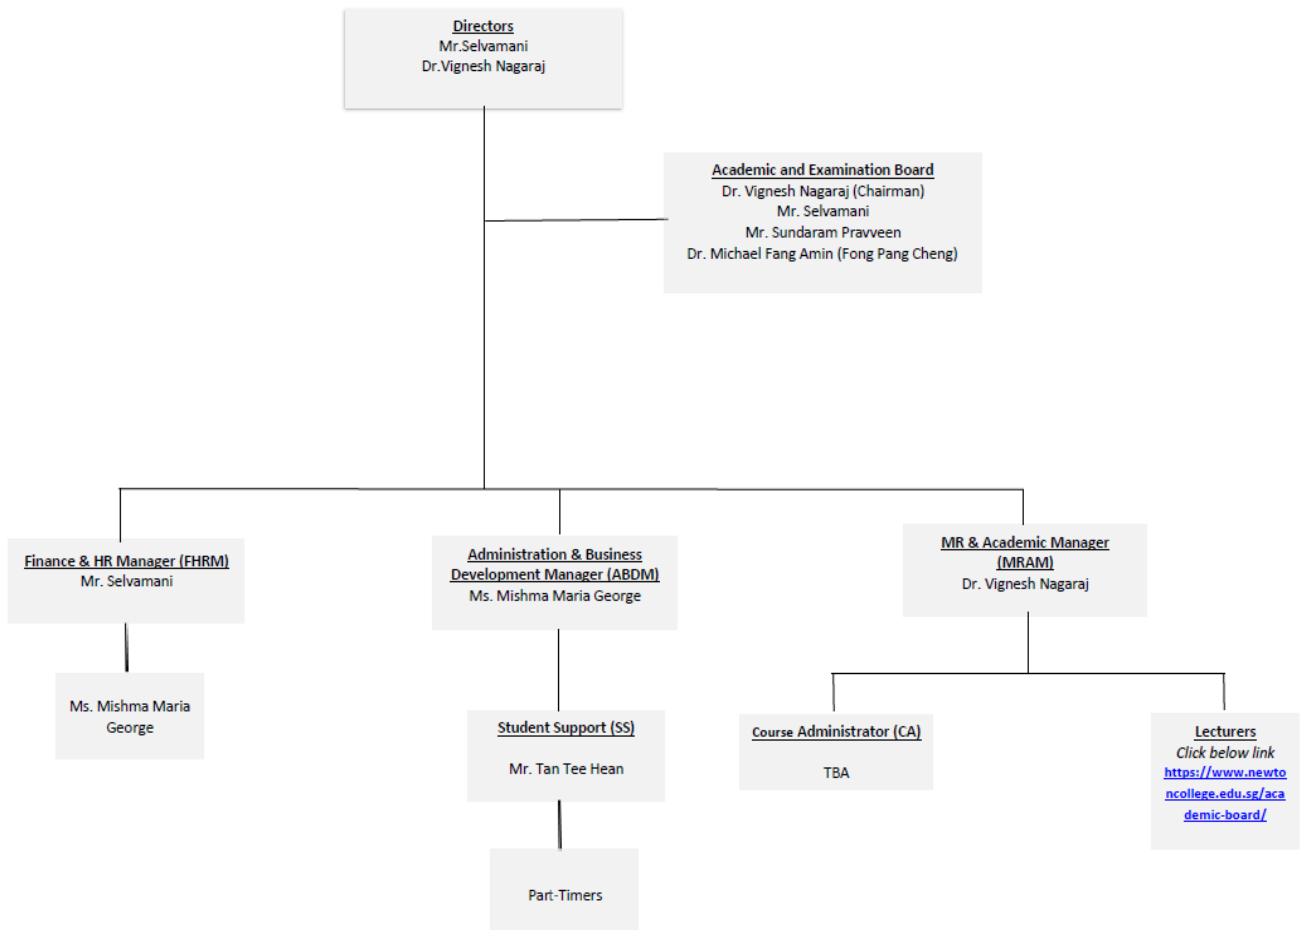 Directors
Mr.Selvamani
Dr.Vignesh Nagaraj
Academic and Examination Board
Dr. Vignesh Nagaraj (Chairman)
Mr. Selvamani
Mr. Sundaram Pravveen
Dr. Michael Fang Amin (Fong Pang Cheng)
Finance & HR Manager (FHRM)
Mr. Selvamani
Ms. Mishma Maria
George
Administration & Business
Development Manager (ABDM)
Ms. Mishma Maria George
Student Support (SS)
Mr. Tan Tee Hean
Part-Timers
MR & Academic Manager
(MRAM)
Dr. Vignesh Nagaraj
Course Administrator (CA)
TBA
Lecturers
Click below link
https://www.newto
ncollege.edu.sg/aca
demic-board/